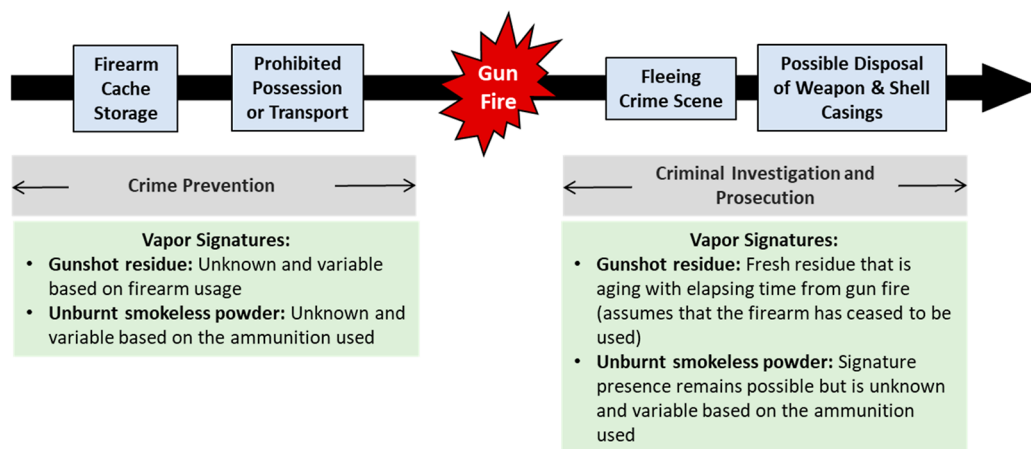 Firearm
Cache
Storage
Prohibited
Possession
or Transport
Gun
Fire
Fleeing
Crime Scene
Possible Disposal
of Weapon & Shell
Casings
Crime Prevention
Criminal Investigation and
Prosecution
Vapor Signatures:
• Gunshot residue: Unknown and variable
based on firearm usage
• Unburnt smokeless powder: Unknown and
variable based on the ammunition used
Vapor Signatures:
• Gunshot residue: Fresh residue that is
aging with elapsing time from gun fire
(assumes that the firearm has ceased to be
used)
• Unburnt smokeless powder: Signature
presence remains possible but is unknown
and variable based on the ammunition
used